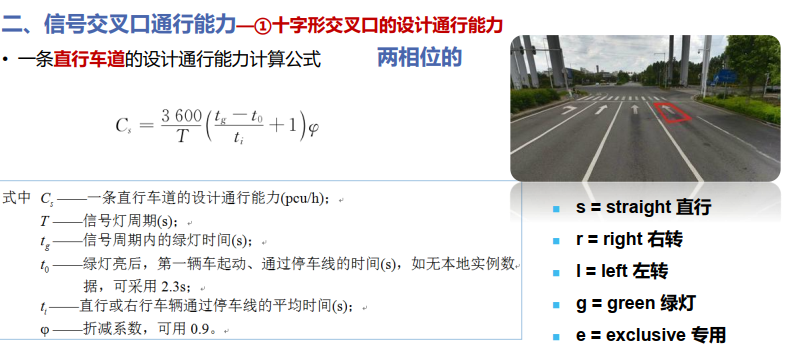 二、信号交叉口通行能力—①十字形交叉口的设计通行能力
• 一条直行车道的设计通行能力计算公式 两相位的
C_s = \frac{3 600}{T}\left(\frac{t_g - t_0}{t_i} + 1\right)φ
式中 C_s ——一条直行车道的设计通行能力(pcu/h);
T ——信号灯周期(s);
t_g ——信号周期内的绿灯时间(s);
t_0 ——绿灯亮后，第一辆车起动、通过停车线的时间(s)，如无本地实例数
据，可采用 2.3s;
t_i ——直行或右行车辆通过停车线的平均时间(s);
φ ——折减系数，可用 0.9。
s = straight 直行
r = right 右转
l = left 左转
g = green 绿灯
e = exclusive 专用